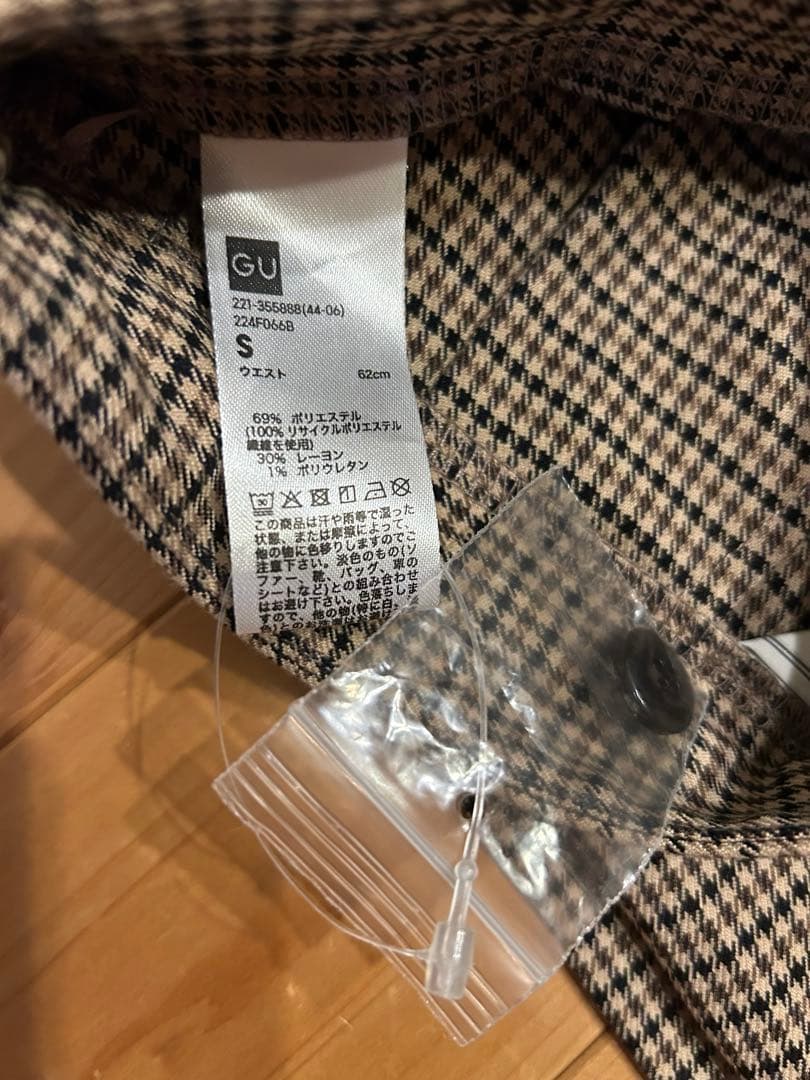 GU
221-355888(44-06)
224F066B
S
ウエスト 62cm
69% ポリエステル
(100%リサイクルポリエステル
繊維を使用)
30% レーヨン
1% ポリウレタン
30
この商品は汗や雨等で湿った
状態、または摩擦によって、
他の物に色移りしますのでご
注意下さい。淡色のもの(ソ
ファー、靴、バッグ、車の
シートなど)との組み合わせ
はお避け下さい。色落ちしま
すので、他の物(特に白、